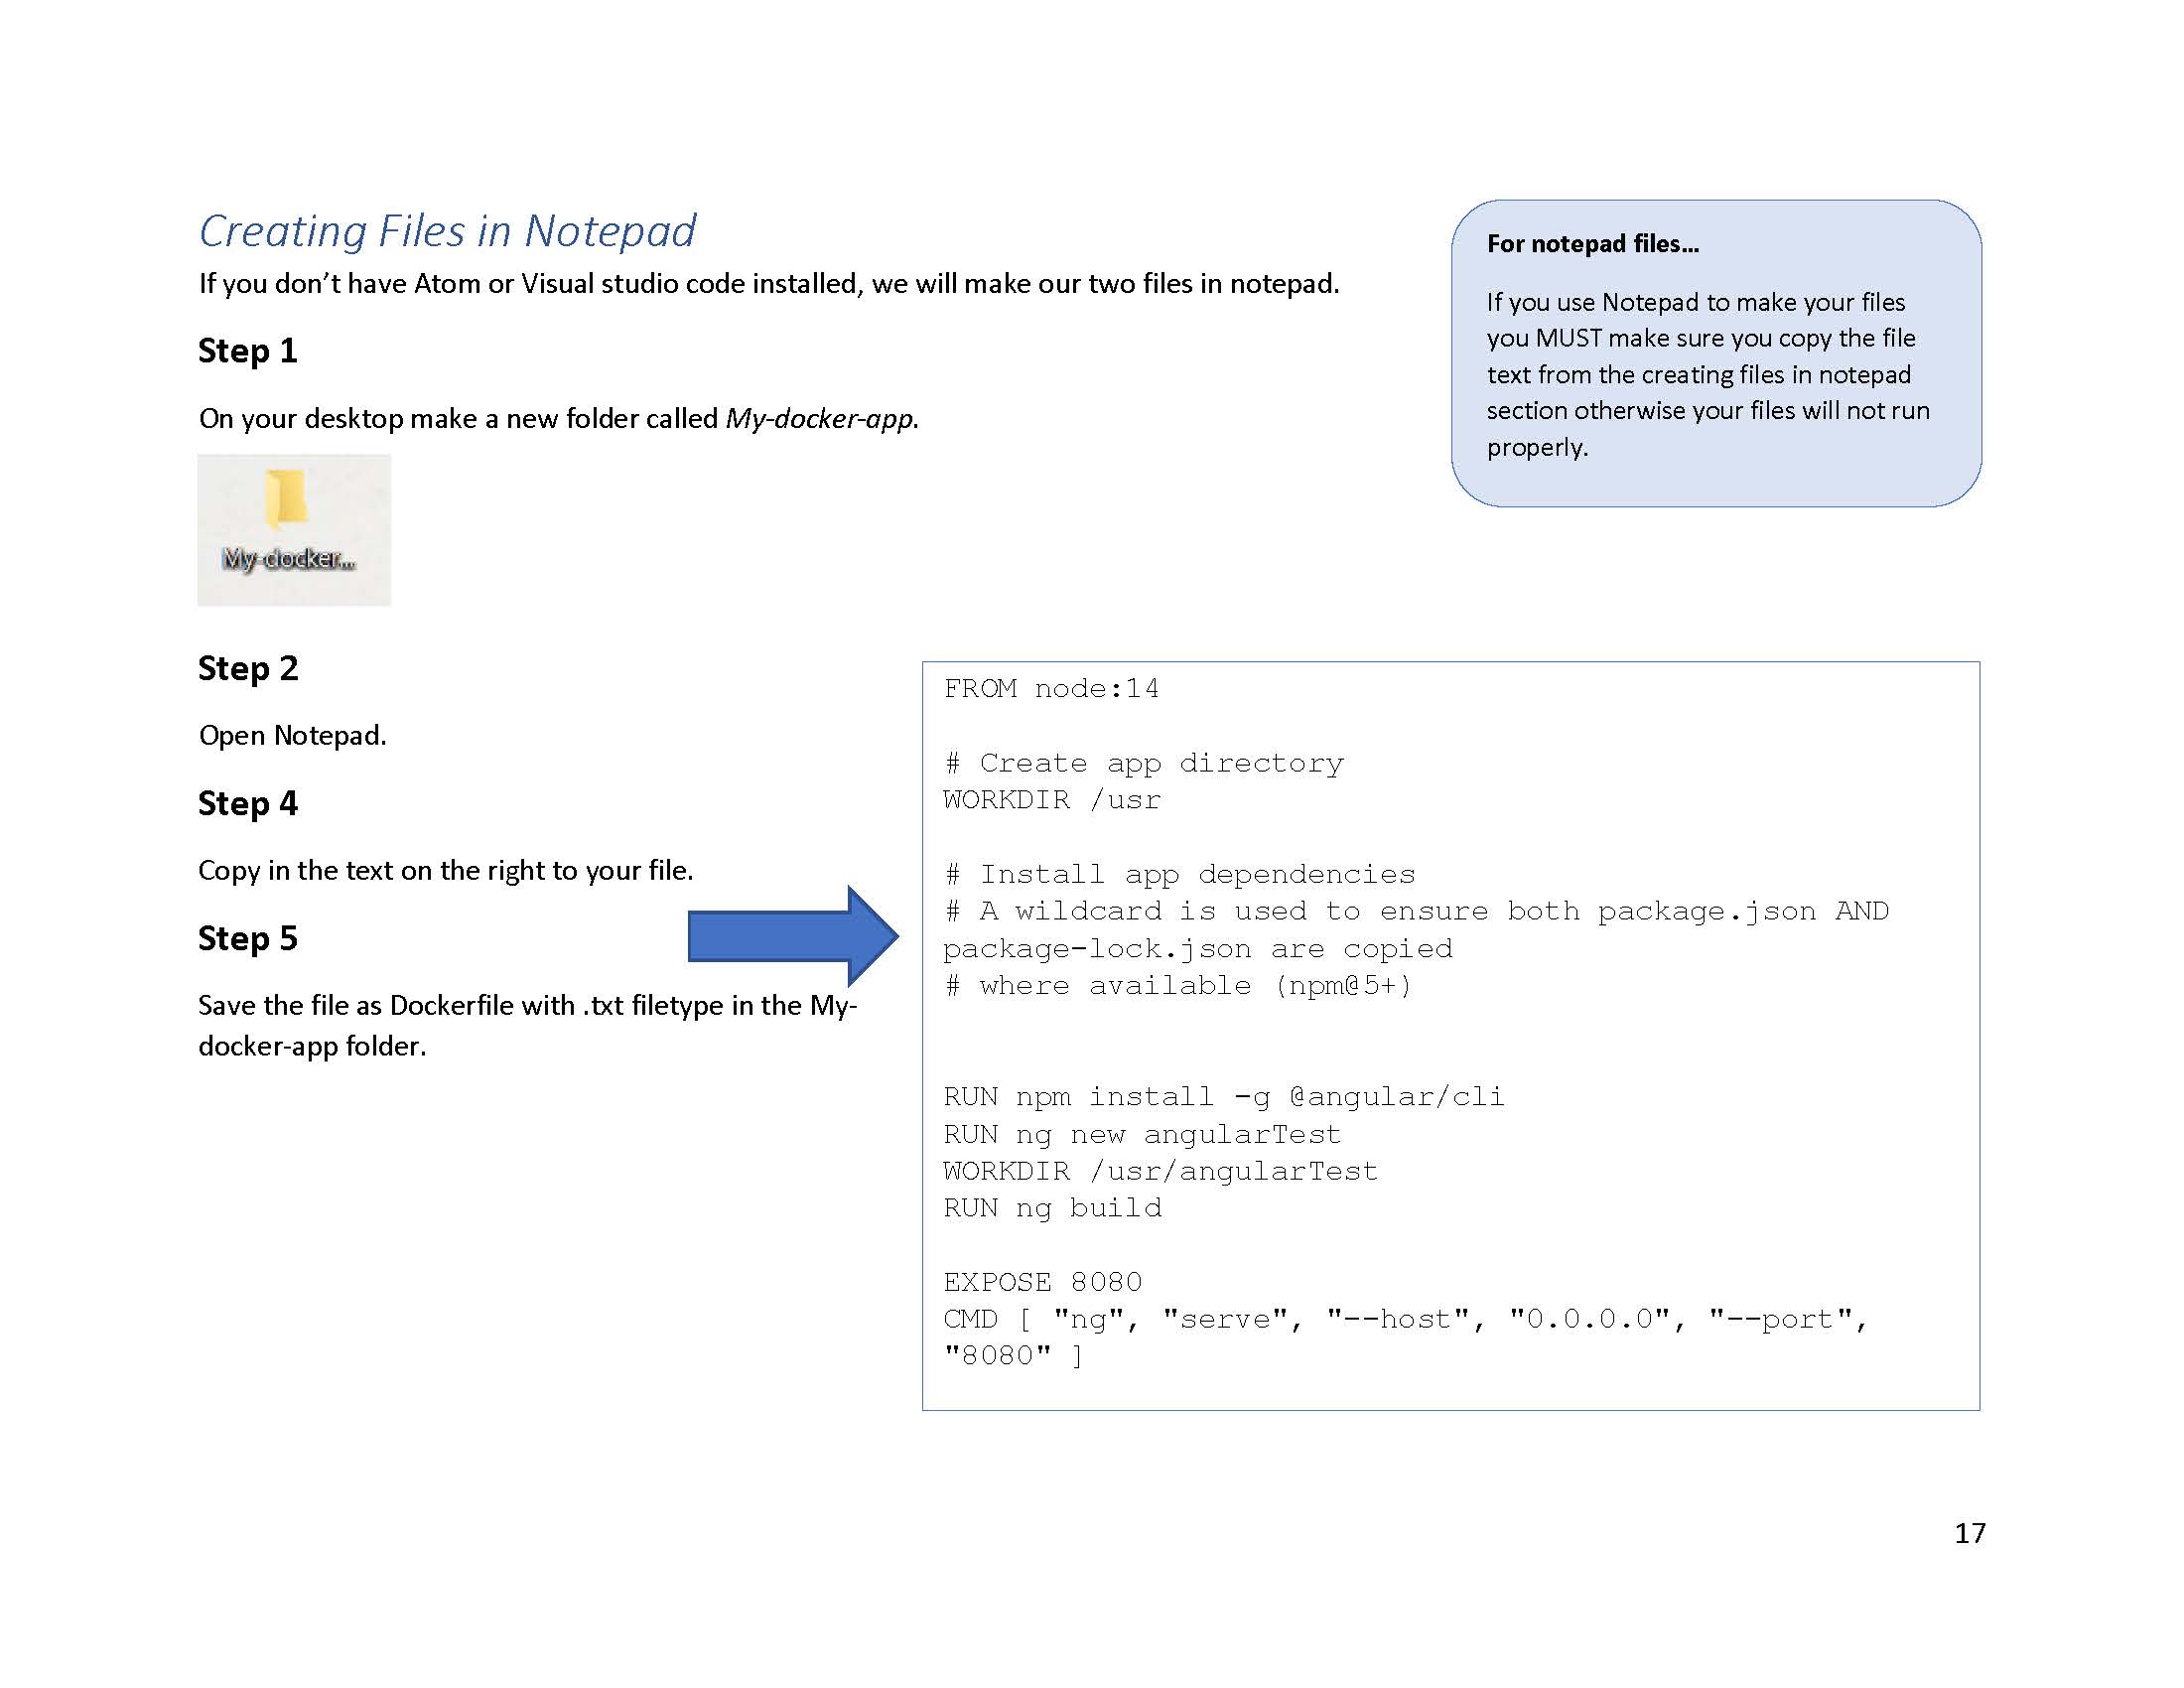 Creating Files in Notepad
If you don’t have Atom or Visual studio code installed, we will make our two files in notepad.
For notepad files...
If you use Notepad to make your files
you MUST make sure you copy the file
text from the creating files in notepad
section otherwise your files will not run
properly.
Step 1
On your desktop make a new folder called My-docker-app.
My-docker...
Step 2
Open Notepad.
Step 4
Copy in the text on the right to your file.
Step 5
Save the file as Dockerfile with .txt filetype in the My-
docker-app folder.
FROM node:14
# Create app directory
WORKDIR /usr
# Install app dependencies
# A wildcard is used to ensure both package.json AND
package-lock.json are copied
# where available (npm@5+)
RUN npm install -g @angular/cli
RUN ng new angularTest
WORKDIR /usr/angularTest
RUN ng build
EXPOSE 8080
CMD [ "ng", "serve", "--host", "0.0.0.0", "--port",
"8080" ]
17